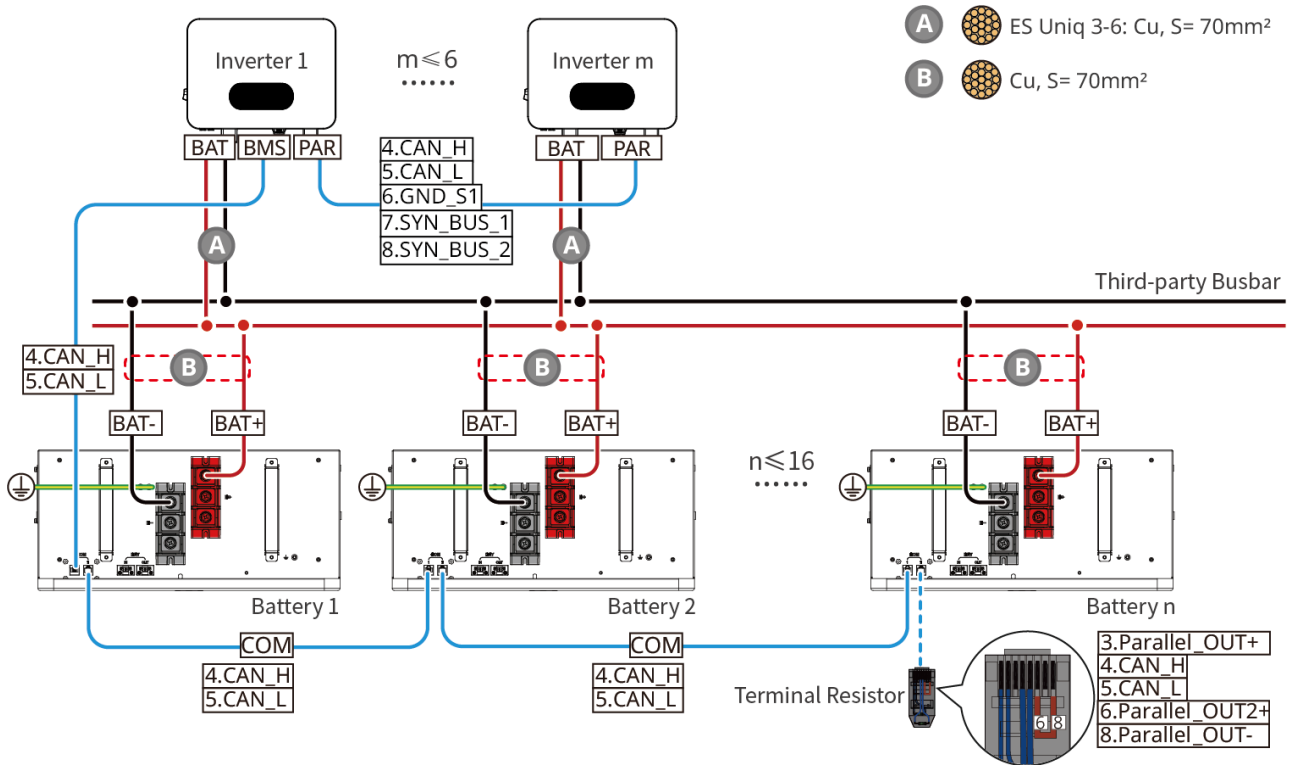 A
ES Uniq 3-6: Cu, S= 70mm²
B
Cu, S= 70mm²
Inverter 1
m≤6
Inverter m
BAT
BMS
PAR
4.CAN_H
5.CAN_L
6.GND_S1
7.SYN_BUS_1
8.SYN_BUS_2
BAT
PAR
A
A
Third-party Busbar
4.CAN_H
5.CAN_L
B
B
B
BAT-
BAT+
BAT-
BAT+
BAT-
BAT+
n≤16
Battery 1
Battery 2
Battery n
COM
4.CAN_H
5.CAN_L
COM
4.CAN_H
5.CAN_L
Terminal Resistor
6
8
3.Parallel_OUT+
4.CAN_H
5.CAN_L
6.Parallel_OUT2+
8.Parallel_OUT-